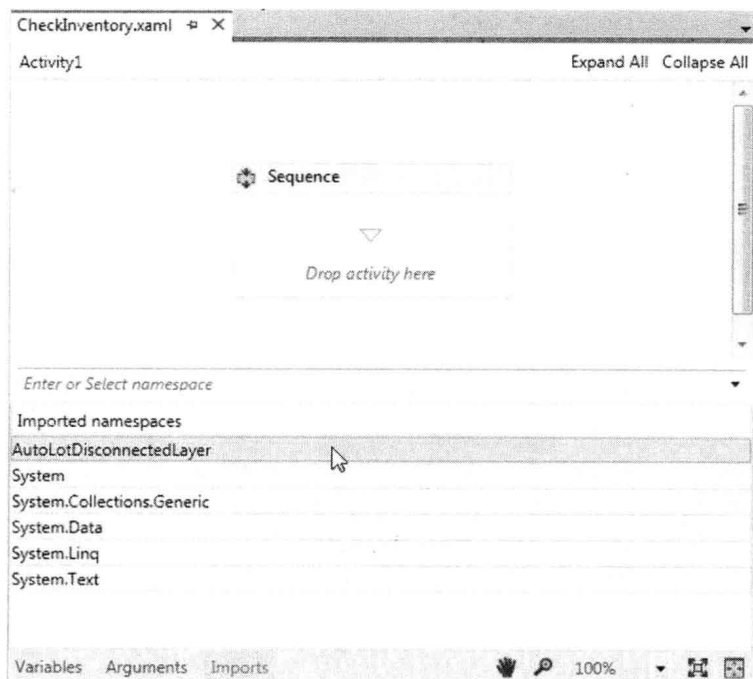 CheckInventory.xaml
Activity1 Expand All Collapse All
Sequence
Drop activity here
Enter or Select namespace
Imported namespaces
AutoLotDisconnectedLayer
System
System.Collections.Generic
System.Data
System.Linq
System.Text
Variables Arguments Imports 100%